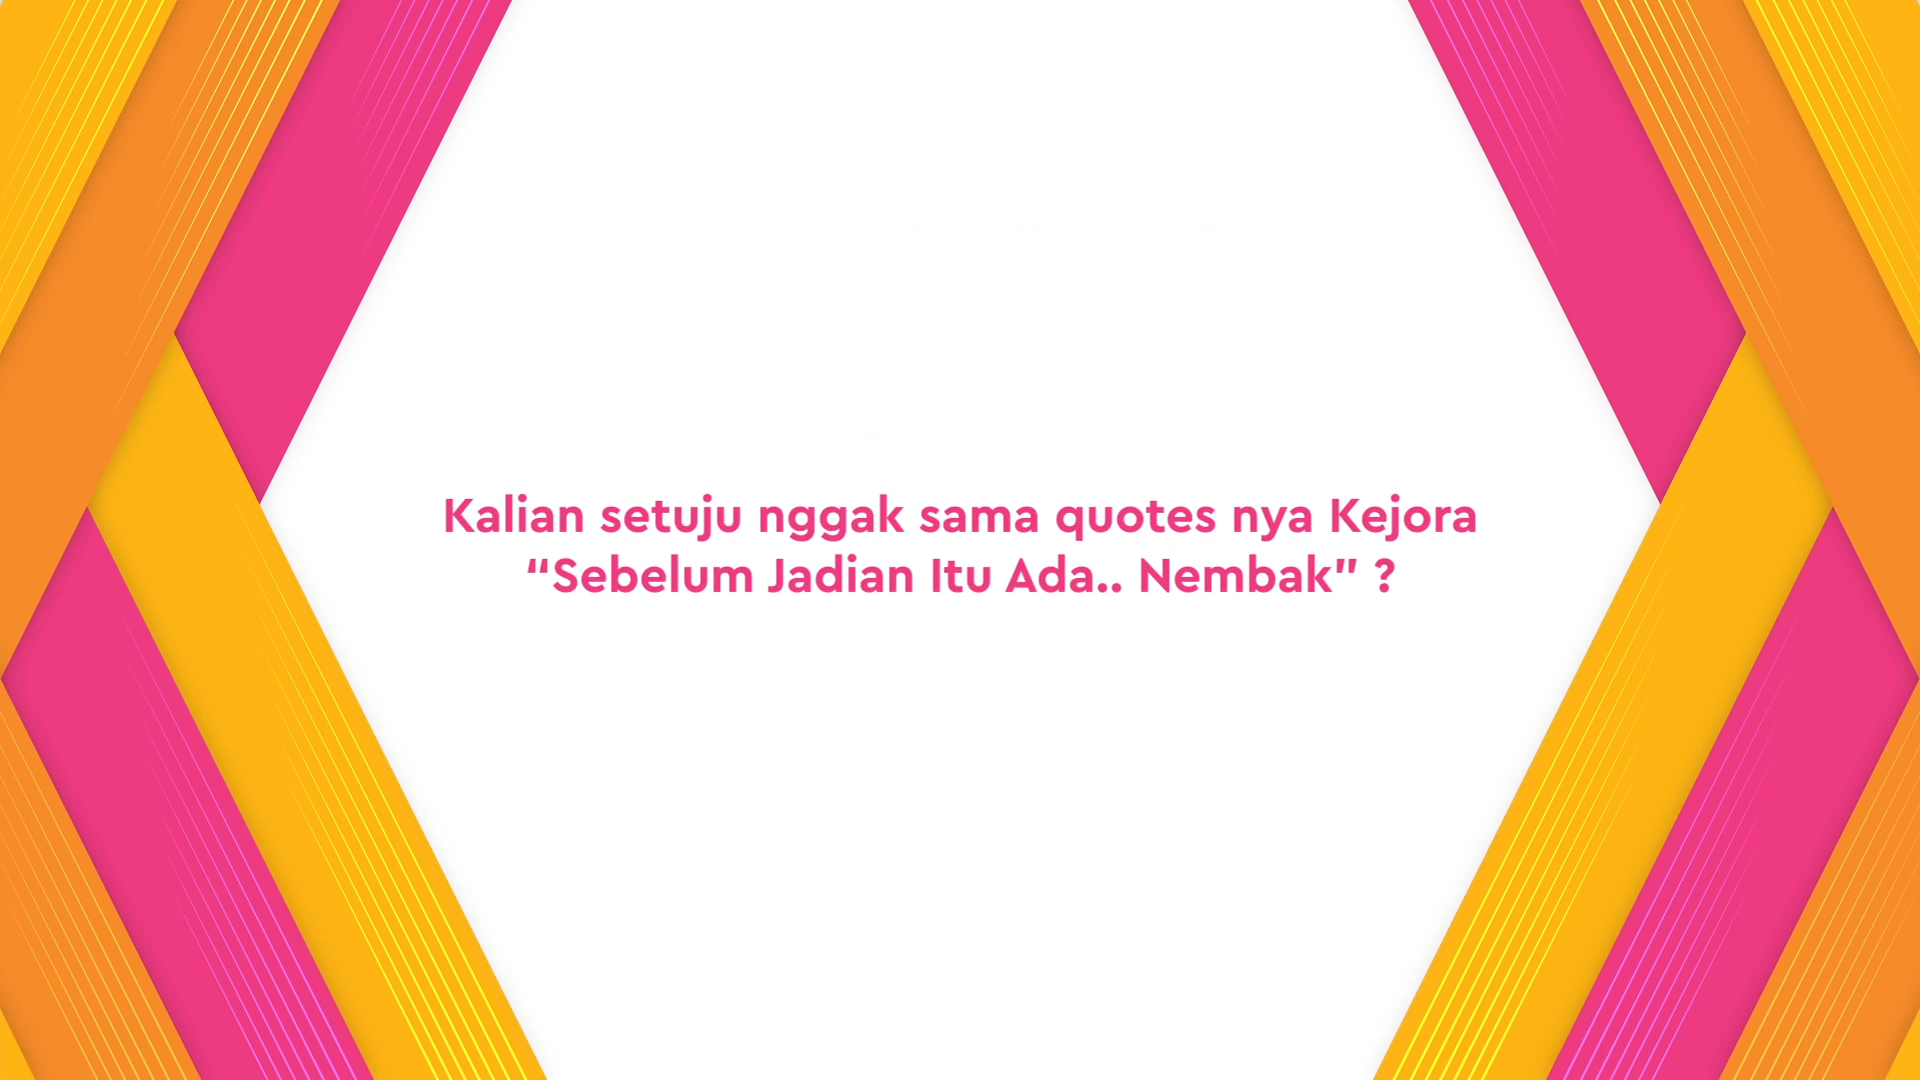 Kalian setuju nggak sama quotes nya Kejora
“Sebelum Jadian Itu Ada.. Nembak” ?